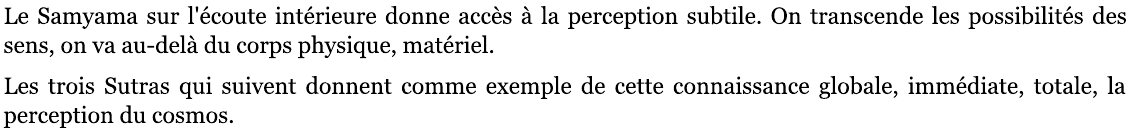 Le Samyama sur l'écoute intérieure donne accès à la perception subtile. On transcende les possibilités des
sens, on va au-delà du corps physique, matériel.
Les trois Sutras qui suivent donnent comme exemple de cette connaissance globale, immédiate, totale, la
perception du cosmos.